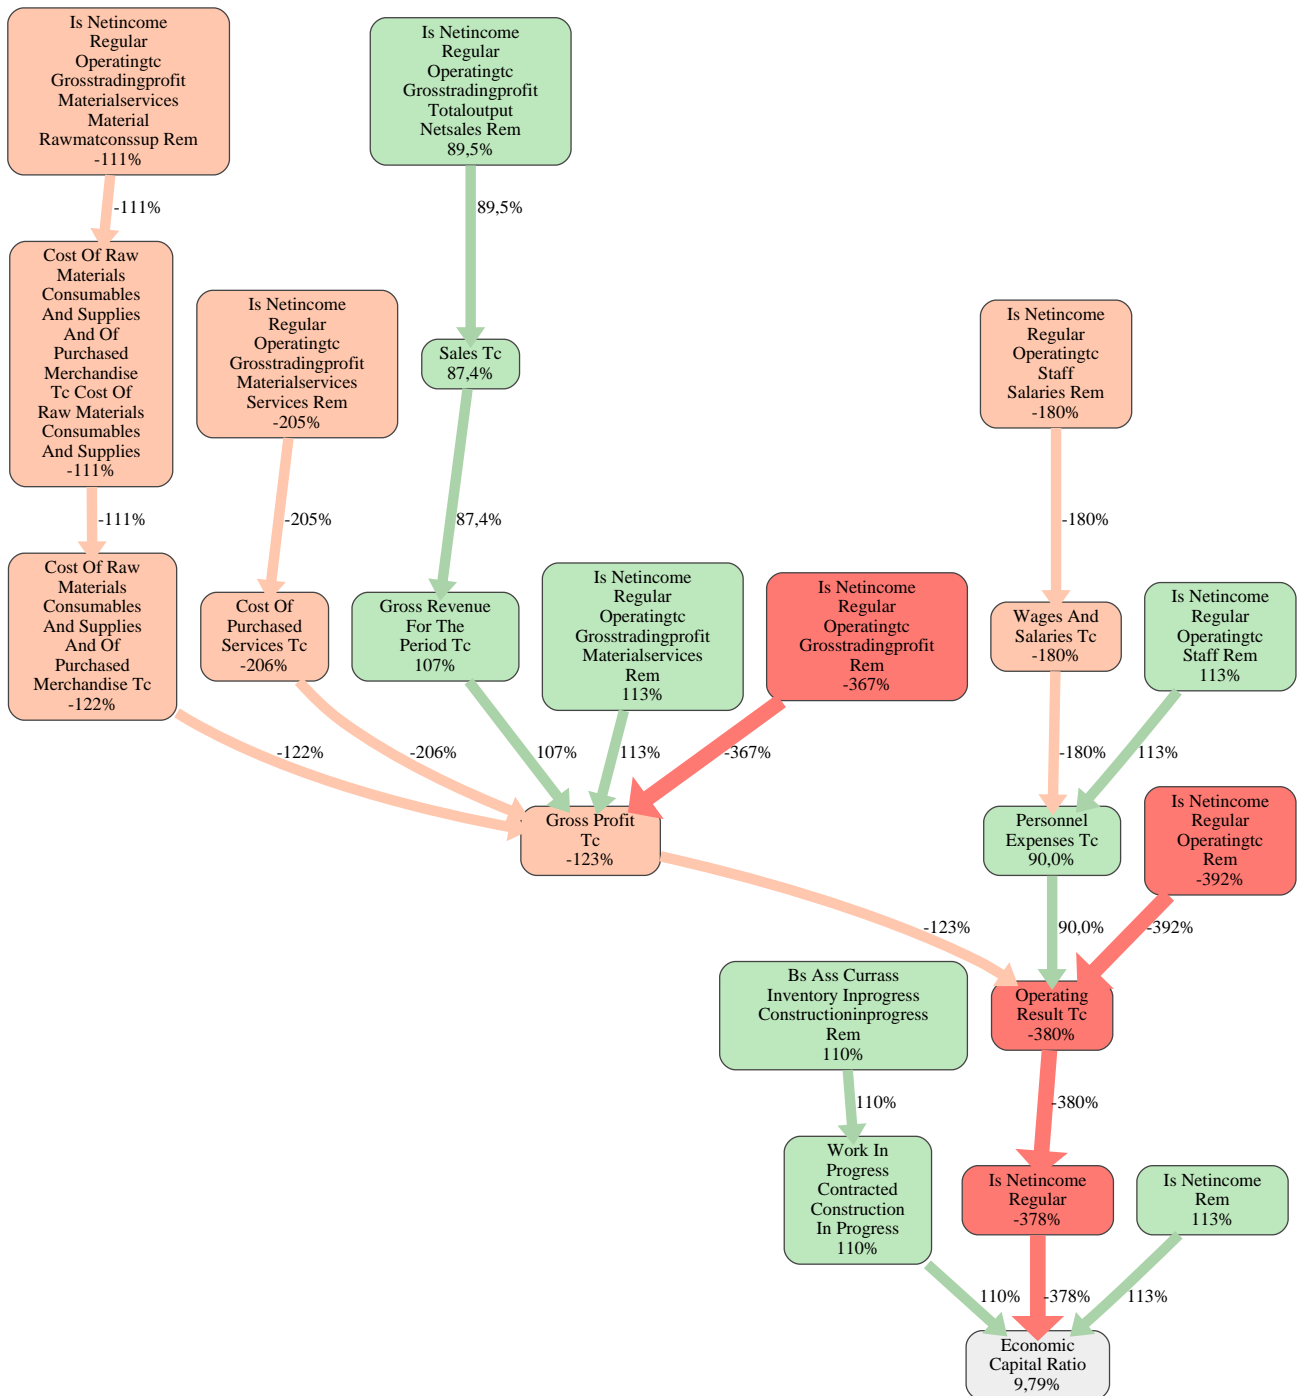 Is Netincome
Regular
Operatingtc
Grosstradingprofit
Materialservices
Material
Rawmatconssup Rem
-111%
Is Netincome
Regular
Operatingtc
Grosstradingprofit
Totaloutput
Netsales Rem
89,5%
-111%
89,5%
Cost Of Raw
Materials
Consumables
And Supplies
And Of
Purchased
Merchandise
Tc Cost Of
Raw Materials
Consumables
And Supplies
-111%
Is Netincome
Regular
Operatingtc
Grosstradingprofit
Materialservices
Services Rem
-205%
Sales Tc
87,4%
Is Netincome
Regular
Operatingtc
Staff
Salaries Rem
-180%
-111%
-205%
87,4%
-180%
Cost Of Raw
Materials
Consumables
And Supplies
And Of
Purchased
Merchandise Tc
-122%
Cost Of
Purchased
Services Tc
-206%
Gross Revenue
For The
Period Tc
107%
Is Netincome
Regular
Operatingtc
Grosstradingprofit
Materialservices
Rem
113%
Is Netincome
Regular
Operatingtc
Grosstradingprofit
Rem
-367%
Wages And
Salaries Tc
-180%
Is Netincome
Regular
Operatingtc
Staff Rem
113%
-122%
-206%
107%
113%
-367%
-180%
113%
Gross Profit
Tc
-123%
Personnel
Expenses Tc
90,0%
Is Netincome
Regular
Operatingtc
Rem
-392%
-123%
90,0%
-392%
Bs Ass Currass
Inventory Inprogress
Constructioninprogress
Rem
110%
Operating
Result Tc
-380%
110%
-380%
Work In
Progress
Contracted
Construction
In Progress
110%
Is Netincome
Regular
-378%
Is Netincome
Rem
113%
110%
-378%
113%
Economic
Capital Ratio
9,79%